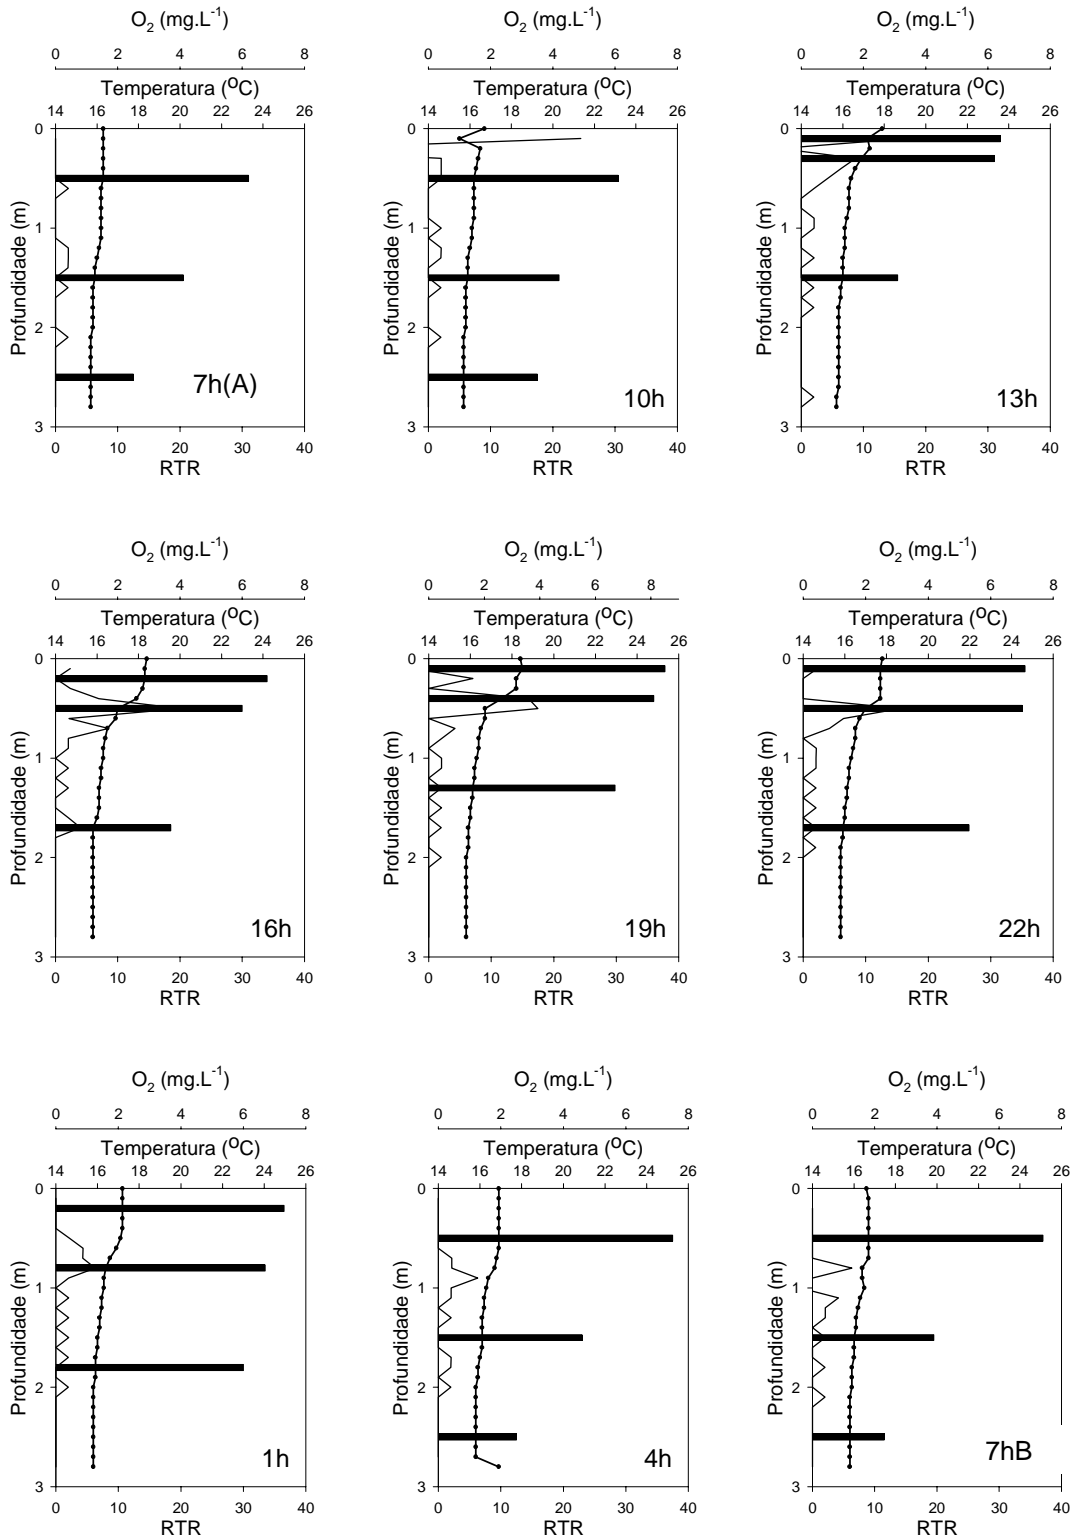 O2 (mg.L-1)
0 2 4 6 8
Temperatura (OC)
14 16 18 20 22 24 26
0
1
2
3
Profundidade (m)
7h(A)
0 10 20 30 40
RTR
O2 (mg.L-1)
0 2 4 6 8
Temperatura (OC)
14 16 18 20 22 24 26
0
1
2
3
Profundidade (m)
10h
0 10 20 30 40
RTR
O2 (mg.L-1)
0 2 4 6 8
Temperatura (OC)
14 16 18 20 22 24 26
0
1
2
3
Profundidade (m)
13h
0 10 20 30 40
RTR
O2 (mg.L-1)
0 2 4 6 8
Temperatura (OC)
14 16 18 20 22 24 26
0
1
2
3
Profundidade (m)
16h
0 10 20 30 40
RTR
O2 (mg.L-1)
0 2 4 6 8
Temperatura (OC)
14 16 18 20 22 24 26
0
1
2
3
Profundidade (m)
19h
0 10 20 30 40
RTR
O2 (mg.L-1)
0 2 4 6 8
Temperatura (OC)
14 16 18 20 22 24 26
0
1
2
3
Profundidade (m)
22h
0 10 20 30 40
RTR
O2 (mg.L-1)
0 2 4 6 8
Temperatura (OC)
14 16 18 20 22 24 26
0
1
2
3
Profundidade (m)
1h
0 10 20 30 40
RTR
O2 (mg.L-1)
0 2 4 6 8
Temperatura (OC)
14 16 18 20 22 24 26
0
1
2
3
Profundidade (m)
4h
0 10 20 30 40
RTR
O2 (mg.L-1)
0 2 4 6 8
Temperatura (OC)
14 16 18 20 22 24 26
0
1
2
3
Profundidade (m)
7hB
0 10 20 30 40
RTR